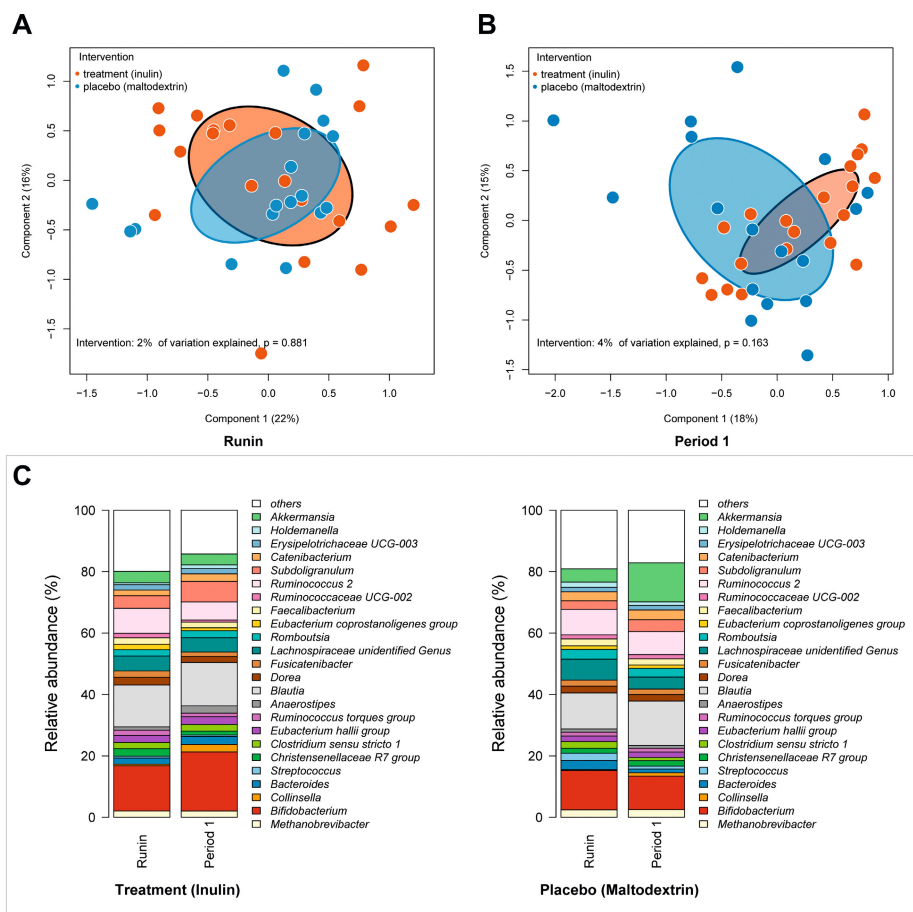 A
Intervention
treatment (inulin)
placebo (maltodextrin)
Component 2 (16%)
1.0
0.5
0.0
−0.5
−1.0
−1.5
Intervention: 2% of variation explained, p = 0.881
−1.5 −1.0 −0.5 0.0 0.5 1.0
Component 1 (22%)
Runin
B
Intervention
treatment (inulin)
placebo (maltodextrin)
Component 2 (15%)
1.5
1.0
0.5
0.0
−0.5
−1.0
−1.5
Intervention: 4% of variation explained, p = 0.163
−2.0 −1.5 −1.0 −0.5 0.0 0.5 1.0
Component 1 (18%)
Period 1
C
Relative abundance (%)
100
80
60
40
20
0
Runin
Period 1
Treatment (Inulin)
others
Akkermansia
Holdemanella
Erysipelotrichaceae UCG-003
Catenibacterium
Subdoligranulum
Ruminococcus 2
Ruminococcaceae UCG-002
Faecalibacterium
Eubacterium coprostanoligenes group
Romboutsia
Lachnospiraceae unidentified Genus
Fusicatenibacter
Dorea
Blautia
Anaerostipes
Ruminococcus torques group
Eubacterium hallii group
Clostridium sensu stricto 1
Christensenellaceae R7 group
Streptococcus
Bacteroides
Collinsella
Bifidobacterium
Methanobrevibacter
Relative abundance (%)
100
80
60
40
20
0
Runin
Period 1
Placebo (Maltodextrin)
others
Akkermansia
Holdemanella
Erysipelotrichaceae UCG-003
Catenibacterium
Subdoligranulum
Ruminococcus 2
Ruminococcaceae UCG-002
Faecalibacterium
Eubacterium coprostanoligenes group
Romboutsia
Lachnospiraceae unidentified Genus
Fusicatenibacter
Dorea
Blautia
Anaerostipes
Ruminococcus torques group
Eubacterium hallii group
Clostridium sensu stricto 1
Christensenellaceae R7 group
Streptococcus
Bacteroides
Collinsella
Bifidobacterium
Methanobrevibacter